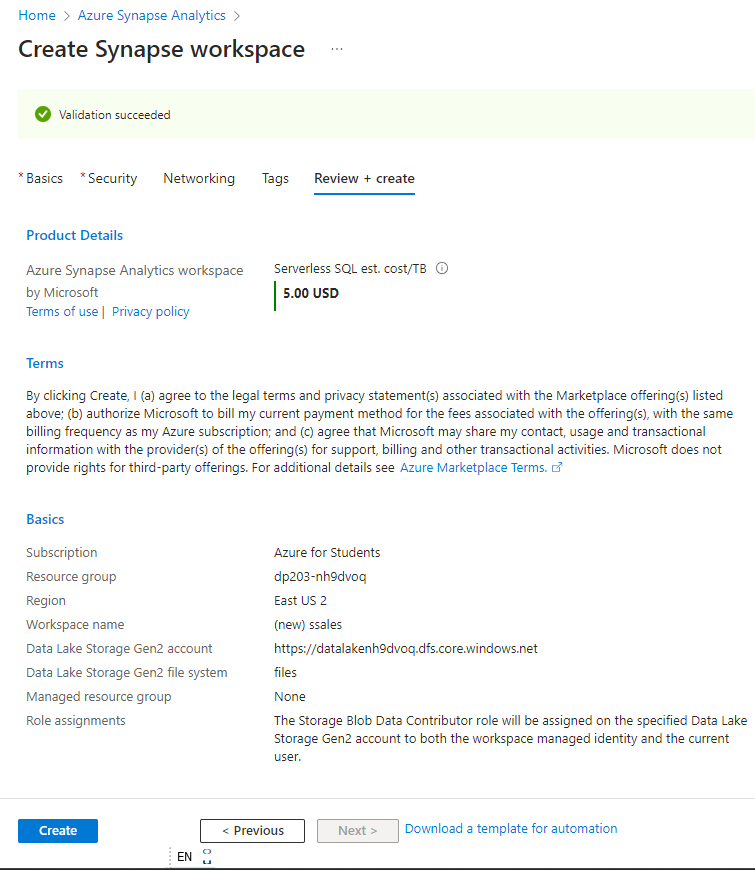 Home > Azure Synapse Analytics >
Create Synapse workspace ...
Validation succeeded
* Basics * Security Networking Tags Review + create
Product Details
Azure Synapse Analytics workspace
by Microsoft
Terms of use | Privacy policy
Serverless SQL est. cost/TB
5.00 USD
Terms
By clicking Create, I (a) agree to the legal terms and privacy statement(s) associated with the Marketplace offering(s) listed
above; (b) authorize Microsoft to bill my current payment method for the fees associated with the offering(s), with the same
billing frequency as my Azure subscription; and (c) agree that Microsoft may share my contact, usage and transactional
information with the provider(s) of the offering(s) for support, billing and other transactional activities. Microsoft does not
provide rights for third-party offerings. For additional details see Azure Marketplace Terms.
Basics
Subscription Azure for Students
Resource group dp203-nh9dvoq
Region East US 2
Workspace name (new) ssales
Data Lake Storage Gen2 account https://datalakenh9dvoq.dfs.core.windows.net
Data Lake Storage Gen2 file system files
Managed resource group None
Role assignments The Storage Blob Data Contributor role will be assigned on the specified Data Lake
Storage Gen2 account to both the workspace managed identity and the current
user.
Create < Previous Next > Download a template for automation
EN